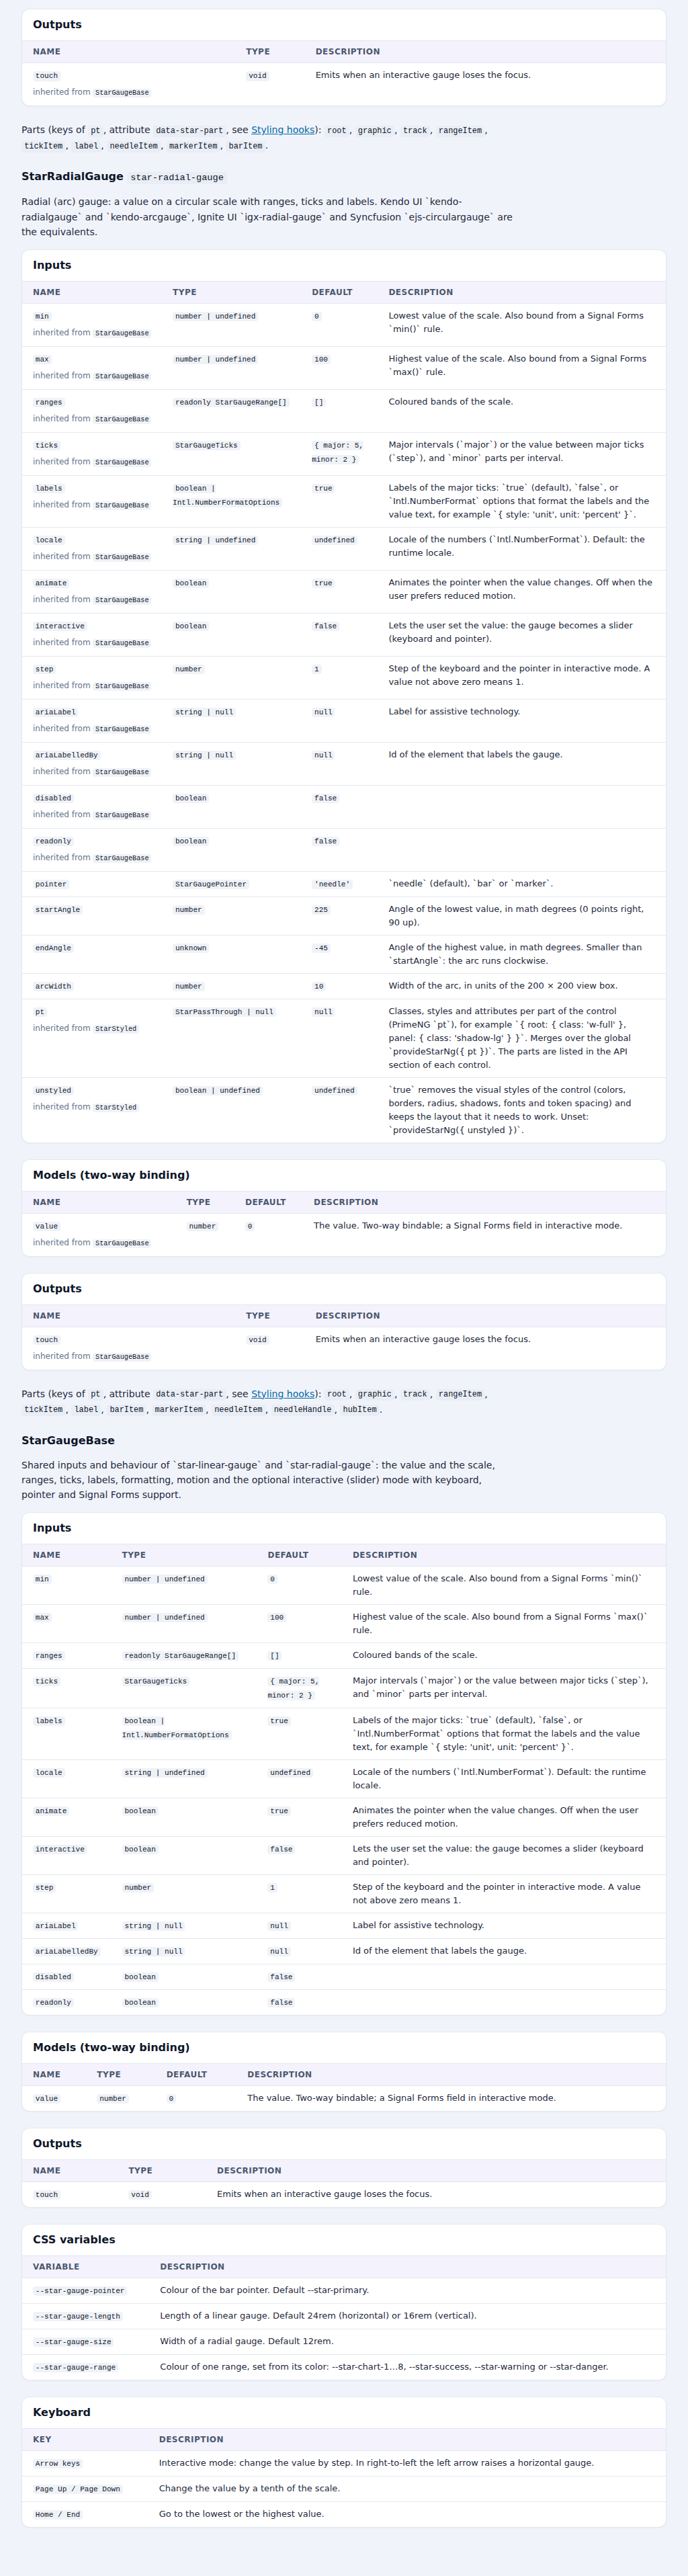 Outputs
NAME TYPE DESCRIPTION
touch void Emits when an interactive gauge loses the focus.
inherited from StarGaugeBase
Parts (keys of pt , attribute data-star-part , see Styling hooks): root , graphic , track , rangeItem ,
tickItem , label , needleItem , markerItem , barItem .
StarRadialGauge star-radial-gauge
Radial (arc) gauge: a value on a circular scale with ranges, ticks and labels. Kendo UI `kendo-
radialgauge` and `kendo-arcgauge`, Ignite UI `igx-radial-gauge` and Syncfusion `ejs-circulargauge` are
the equivalents.
Inputs
NAME TYPE DEFAULT DESCRIPTION
min number | undefined 0 Lowest value of the scale. Also bound from a Signal Forms
inherited from StarGaugeBase `min()` rule.
max number | undefined 100 Highest value of the scale. Also bound from a Signal Forms
inherited from StarGaugeBase `max()` rule.
ranges readonly StarGaugeRange[] [] Coloured bands of the scale.
inherited from StarGaugeBase
ticks StarGaugeTicks { major: 5, Major intervals (`major`) or the value between major ticks
inherited from StarGaugeBase minor: 2 } (`step`), and `minor` parts per interval.
labels boolean | true Labels of the major ticks: `true` (default), `false`, or
inherited from StarGaugeBase Intl.NumberFormatOptions `Intl.NumberFormat` options that format the labels and the
value text, for example `{ style: 'unit', unit: 'percent' }`.
locale string | undefined undefined Locale of the numbers (`Intl.NumberFormat`). Default: the
inherited from StarGaugeBase runtime locale.
animate boolean true Animates the pointer when the value changes. Off when the
inherited from StarGaugeBase user prefers reduced motion.
interactive boolean false Lets the user set the value: the gauge becomes a slider
inherited from StarGaugeBase (keyboard and pointer).
step number 1 Step of the keyboard and the pointer in interactive mode. A
inherited from StarGaugeBase value not above zero means 1.
ariaLabel string | null null Label for assistive technology.
inherited from StarGaugeBase
ariaLabelledBy string | null null Id of the element that labels the gauge.
inherited from StarGaugeBase
disabled boolean false
inherited from StarGaugeBase
readonly boolean false
inherited from StarGaugeBase
pointer StarGaugePointer 'needle' `needle` (default), `bar` or `marker`.
startAngle number 225 Angle of the lowest value, in math degrees (0 points right,
90 up).
endAngle unknown -45 Angle of the highest value, in math degrees. Smaller than
`startAngle`: the arc runs clockwise.
arcWidth number 10 Width of the arc, in units of the 200 × 200 view box.
pt StarPassThrough | null null Classes, styles and attributes per part of the control
inherited from StarStyled (PrimeNG `pt`), for example `{ root: { class: 'w-full' },
panel: { class: 'shadow-lg' } }`. Merges over the global
`provideStarNg({ pt })`. The parts are listed in the API
section of each control.
unstyled boolean | undefined undefined `true` removes the visual styles of the control (colors,
inherited from StarStyled borders, radius, shadows, fonts and token spacing) and
keeps the layout that it needs to work. Unset:
`provideStarNg({ unstyled })`.
Models (two-way binding)
NAME TYPE DEFAULT DESCRIPTION
value number 0 The value. Two-way bindable; a Signal Forms field in interactive mode.
inherited from StarGaugeBase
Outputs
NAME TYPE DESCRIPTION
touch void Emits when an interactive gauge loses the focus.
inherited from StarGaugeBase
Parts (keys of pt , attribute data-star-part , see Styling hooks): root , graphic , track , rangeItem ,
tickItem , label , barItem , markerItem , needleItem , needleHandle , hubItem .
StarGaugeBase
Shared inputs and behaviour of `star-linear-gauge` and `star-radial-gauge`: the value and the scale,
ranges, ticks, labels, formatting, motion and the optional interactive (slider) mode with keyboard,
pointer and Signal Forms support.
Inputs
NAME TYPE DEFAULT DESCRIPTION
min number | undefined 0 Lowest value of the scale. Also bound from a Signal Forms `min()`
rule.
max number | undefined 100 Highest value of the scale. Also bound from a Signal Forms `max()`
rule.
ranges readonly StarGaugeRange[] [] Coloured bands of the scale.
ticks StarGaugeTicks { major: 5, Major intervals (`major`) or the value between major ticks (`step`),
minor: 2 } and `minor` parts per interval.
labels boolean | true Labels of the major ticks: `true` (default), `false`, or
Intl.NumberFormatOptions `Intl.NumberFormat` options that format the labels and the value
text, for example `{ style: 'unit', unit: 'percent' }`.
locale string | undefined undefined Locale of the numbers (`Intl.NumberFormat`). Default: the runtime
locale.
animate boolean true Animates the pointer when the value changes. Off when the user
prefers reduced motion.
interactive boolean false Lets the user set the value: the gauge becomes a slider (keyboard
and pointer).
step number 1 Step of the keyboard and the pointer in interactive mode. A value
not above zero means 1.
ariaLabel string | null null Label for assistive technology.
ariaLabelledBy string | null null Id of the element that labels the gauge.
disabled boolean false
readonly boolean false
Models (two-way binding)
NAME TYPE DEFAULT DESCRIPTION
value number 0 The value. Two-way bindable; a Signal Forms field in interactive mode.
Outputs
NAME TYPE DESCRIPTION
touch void Emits when an interactive gauge loses the focus.
CSS variables
VARIABLE DESCRIPTION
--star-gauge-pointer Colour of the bar pointer. Default --star-primary.
--star-gauge-length Length of a linear gauge. Default 24rem (horizontal) or 16rem (vertical).
--star-gauge-size Width of a radial gauge. Default 12rem.
--star-gauge-range Colour of one range, set from its color: --star-chart-1…8, --star-success, --star-warning or --star-danger.
Keyboard
KEY DESCRIPTION
Arrow keys Interactive mode: change the value by step. In right-to-left the left arrow raises a horizontal gauge.
Page Up / Page Down Change the value by a tenth of the scale.
Home / End Go to the lowest or the highest value.